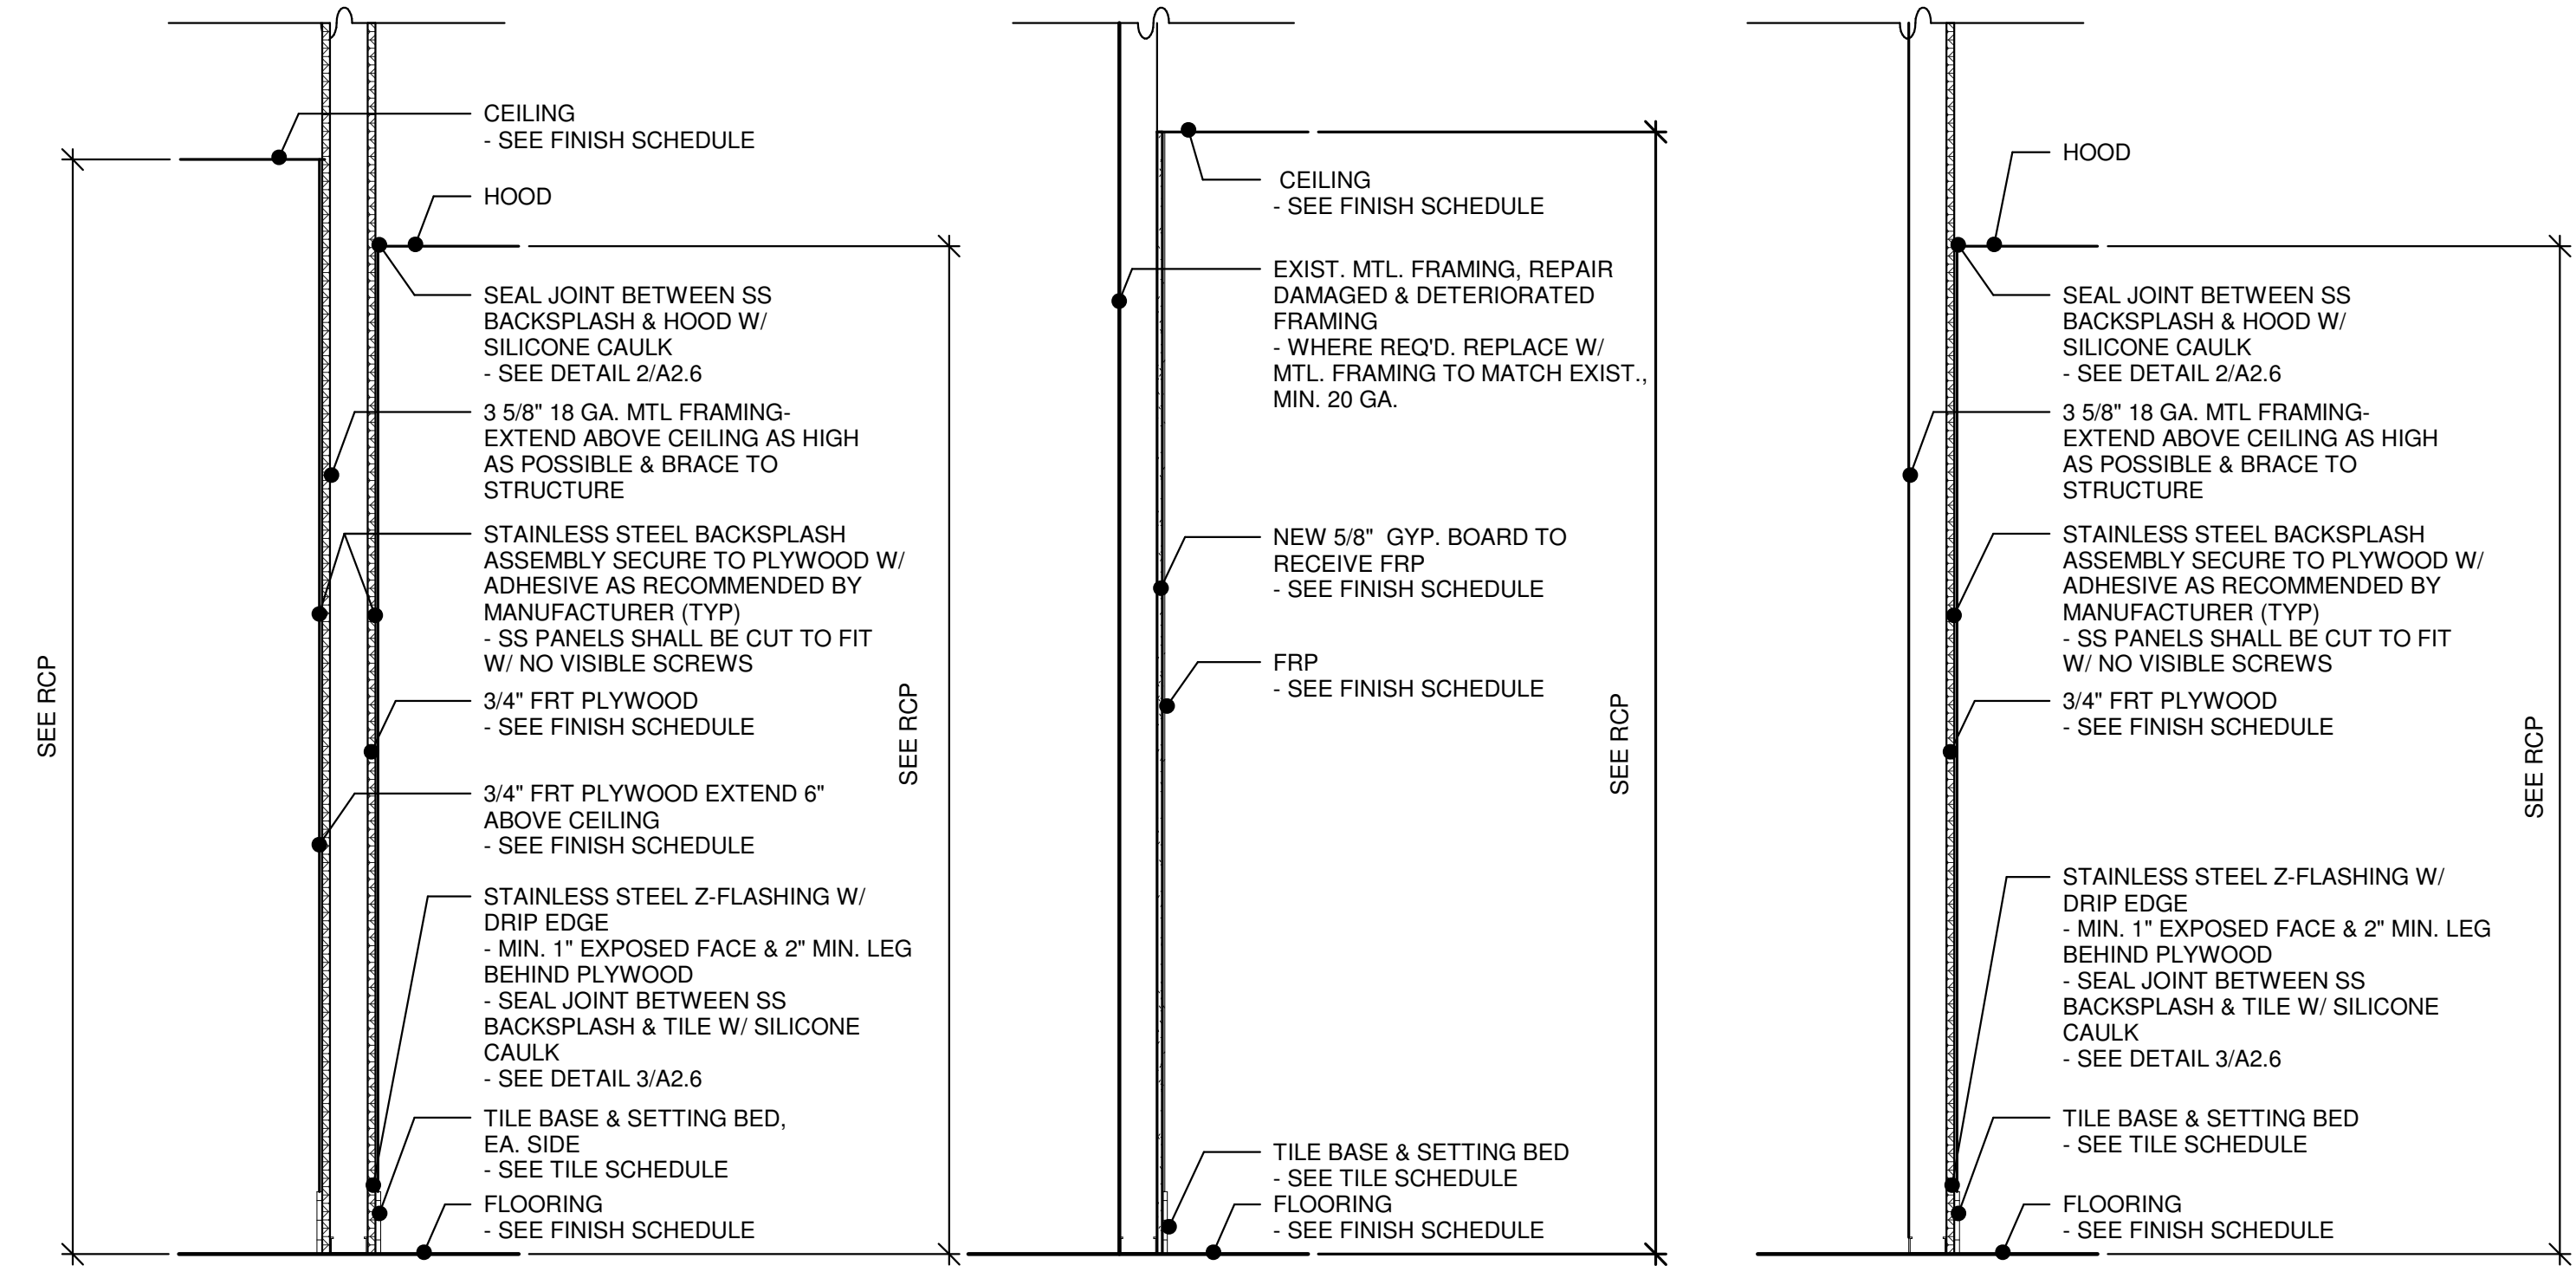 SEE RCP
CEILING
- SEE FINISH SCHEDULE
HOOD
SEAL JOINT BETWEEN SS
BACKSPLASH & HOOD W/
SILICONE CAULK
- SEE DETAIL 2/A2.6
3 5/8" 18 GA. MTL FRAMING-
EXTEND ABOVE CEILING AS HIGH
AS POSSIBLE & BRACE TO
STRUCTURE
STAINLESS STEEL BACKSPLASH
ASSEMBLY SECURE TO PLYWOOD W/
ADHESIVE AS RECOMMENDED BY
MANUFACTURER (TYP)
- SS PANELS SHALL BE CUT TO FIT
W/ NO VISIBLE SCREWS
3/4" FRT PLYWOOD
- SEE FINISH SCHEDULE
3/4" FRT PLYWOOD EXTEND 6"
ABOVE CEILING
- SEE FINISH SCHEDULE
STAINLESS STEEL Z-FLASHING W/
DRIP EDGE
- MIN. 1" EXPOSED FACE & 2" MIN. LEG
BEHIND PLYWOOD
- SEAL JOINT BETWEEN SS
BACKSPLASH & TILE W/ SILICONE
CAULK
- SEE DETAIL 3/A2.6
TILE BASE & SETTING BED,
EA. SIDE
- SEE TILE SCHEDULE
FLOORING
- SEE FINISH SCHEDULE
SEE RCP
CEILING
- SEE FINISH SCHEDULE
EXIST. MTL. FRAMING, REPAIR
DAMAGED & DETERIORATED
FRAMING
- WHERE REQ'D. REPLACE W/
MTL. FRAMING TO MATCH EXIST.,
MIN. 20 GA.
NEW 5/8" GYP. BOARD TO
RECEIVE FRP
- SEE FINISH SCHEDULE
FRP
- SEE FINISH SCHEDULE
TILE BASE & SETTING BED
- SEE TILE SCHEDULE
FLOORING
- SEE FINISH SCHEDULE
SEE RCP
HOOD
SEAL JOINT BETWEEN SS
BACKSPLASH & HOOD W/
SILICONE CAULK
- SEE DETAIL 2/A2.6
3 5/8" 18 GA. MTL FRAMING-
EXTEND ABOVE CEILING AS HIGH
AS POSSIBLE & BRACE TO
STRUCTURE
STAINLESS STEEL BACKSPLASH
ASSEMBLY SECURE TO PLYWOOD W/
ADHESIVE AS RECOMMENDED BY
MANUFACTURER (TYP)
- SS PANELS SHALL BE CUT TO FIT
W/ NO VISIBLE SCREWS
3/4" FRT PLYWOOD
- SEE FINISH SCHEDULE
STAINLESS STEEL Z-FLASHING W/
DRIP EDGE
- MIN. 1" EXPOSED FACE & 2" MIN. LEG
BEHIND PLYWOOD
- SEAL JOINT BETWEEN SS
BACKSPLASH & TILE W/ SILICONE
CAULK
- SEE DETAIL 3/A2.6
TILE BASE & SETTING BED
- SEE TILE SCHEDULE
FLOORING
- SEE FINISH SCHEDULE
SEE RCP